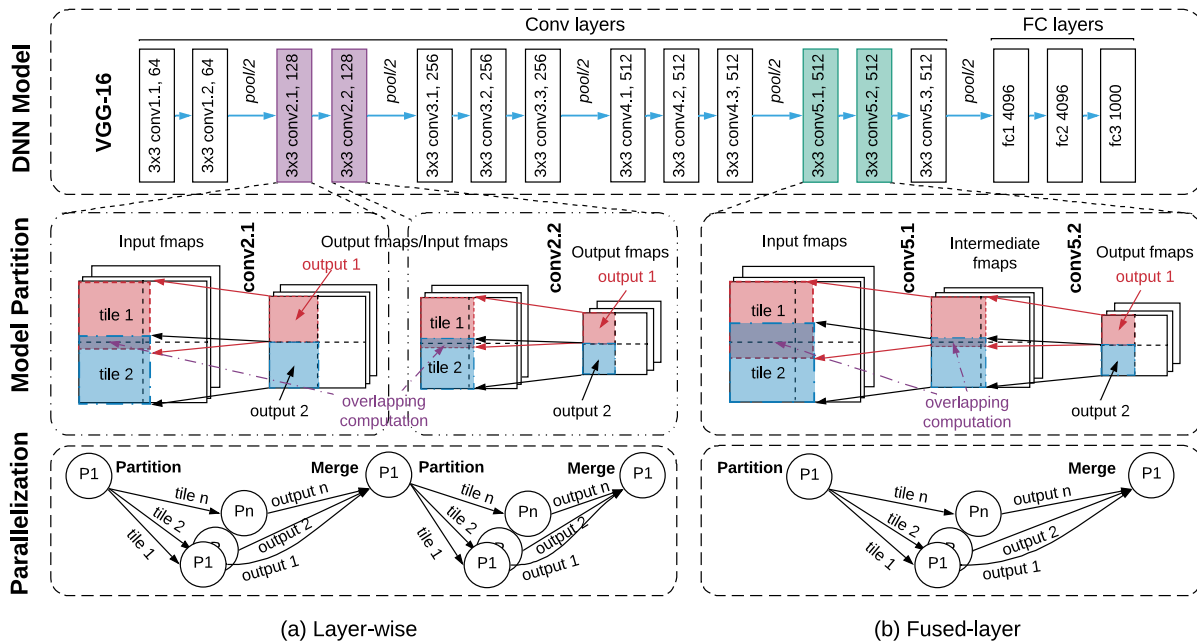 DNN Model
VGG-16
Conv layers
FC layers
3x3 conv1.1, 64
3x3 conv1.2, 64
pool/2
3x3 conv2.1, 128
3x3 conv2.2, 128
pool/2
3x3 conv3.1, 256
3x3 conv3.2, 256
3x3 conv3.3, 256
pool/2
3x3 conv4.1, 512
3x3 conv4.2, 512
3x3 conv4.3, 512
pool/2
3x3 conv5.1, 512
3x3 conv5.2, 512
3x3 conv5.3, 512
pool/2
fc1 4096
fc2 4096
fc3 1000
Model Partition
Input fmaps
conv2.1
Output fmaps/Input fmaps
output 1
tile 1
tile 2
output 2
overlapping
computation
conv2.2
Output fmaps
output 1
tile 1
tile 2
output 2
Input fmaps
conv5.1
Intermediate
fmaps
conv5.2
Output fmaps
output 1
tile 1
tile 2
overlapping
computation
output 2
Parallelization
P1
Partition
Merge
tile n
tile 2
tile 1
Pn
P1
output n
output 2
output 1
P1
Partition
Merge
tile n
tile 2
tile 1
Pn
P1
output n
output 2
output 1
P1
Partition
Merge
P1
tile n
tile 2
tile 1
Pn
P1
output n
output 2
output 1
P1
(a) Layer-wise
(b) Fused-layer